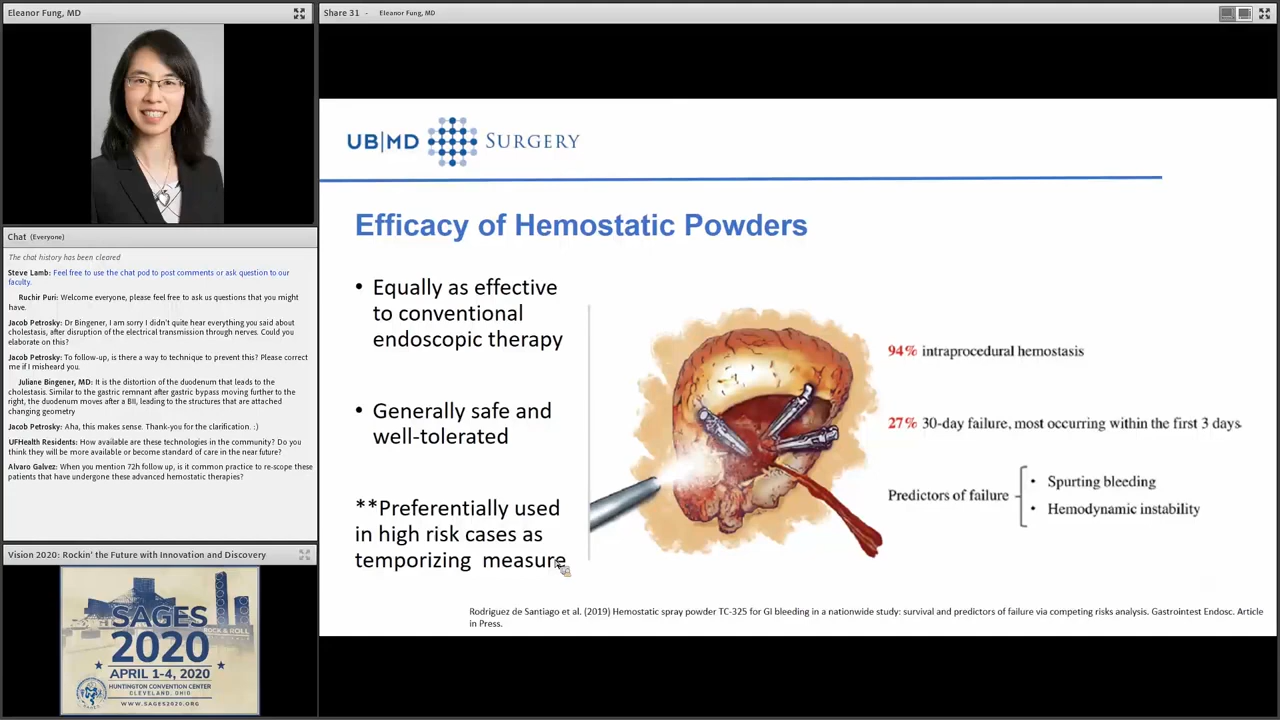 Eleanor Fung, MD
Chat (Everyone)
The chat history has been cleared
Steve Lamb: Feel free to use the chat pod to post comments or ask question to our
faculty.
Ruchir Puri: Welcome everyone, please feel free to ask us questions that you might
have.
Jacob Petrosky: Dr Bingener, I am sorry I didn't quite hear everything you said about
cholestasis, after disruption of the electrical transmission through nerves. Could you
elaborate on this?
Jacob Petrosky: To follow-up, is there a way to technique to prevent this? Please correct
me if I misheard you.
Juliane Bingener, MD: It is the distortion of the duodenum that leads to the
cholestasis. Similar to the gastric remnant after gastric bypass moving further to the
right, the duodenum moves after a BII, leading to the structures that are attached
changing geometry
Jacob Petrosky: Aha, this makes sense. Thank-you for the clarification. :)
UFHealth Residents: How available are these technologies in the community? Do you
think they will be more available or become standard of care in the near future?
Alvaro Galvez: When you mention 72h follow up, is it common practice to re-scope these
patients that have undergone these advanced hemostatic therapies?
Vision 2020: Rockin' the Future with Innovation and Discovery
SAGES
ROCK & ROLL
2020
APRIL 1-4, 2020
HUNTINGTON CONVENTION CENTER
CLEVELAND, OHIO
WWW.SAGES2020.ORG
Share 31 - Eleanor Fung, MD
UB|MD SURGERY
Efficacy of Hemostatic Powders
• Equally as effective
to conventional
endoscopic therapy
• Generally safe and
well-tolerated
**Preferentially used
in high risk cases as
temporizing measure
94% intraprocedural hemostasis
27% 30-day failure, most occurring within the first 3 days.
Predictors of failure
• Spurting bleeding
• Hemodynamic instability
Rodriguez de Santiago et al. (2019) Hemostatic spray powder TC-325 for GI bleeding in a nationwide study: survival and predictors of failure via competing risks analysis. Gastrointest Endosc. Article
in Press.